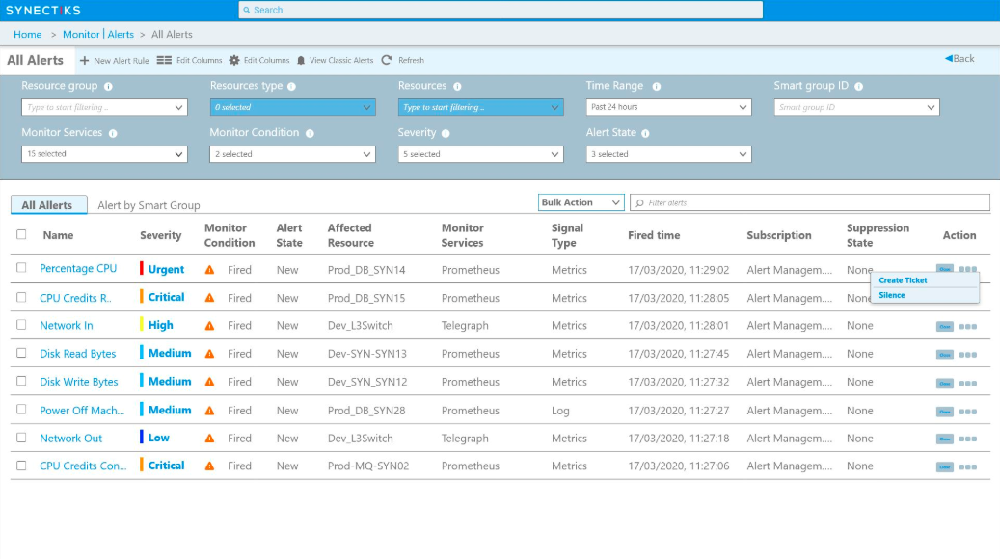 SYNECTIKS
Search
Home > Monitor | Alerts > All Alerts
All Alerts
New Alert Rule
Edit Columns
Edit Columns
View Classic Alerts
Refresh
Back
Resource group
Resources type
Resources
Time Range
Smart group ID
Type to start filtering ..
0 selected
Type to start filtering ..
Past 24 hours
Smart group ID
Monitor Services
Monitor Condition
Severity
Alert State
15 selected
2 selected
5 selected
3 selected
All Allerts
Alert by Smart Group
Bulk Action
Filter alerts
Name Severity Monitor Condition Alert State Affected Resource Monitor Services Signal Type Fired time Subscription Suppression State Action
Percentage CPU Urgent Fired New Prod_DB_SYN14 Prometheus Metrics 17/03/2020, 11:29:02 Alert Managemen.... None
Create Ticket
CPU Credits R.. Critical Fired New Prod_DB_SYN15 Prometheus Metrics 17/03/2020, 11:28:05 Alert Managem.... None
Silence
Network In High Fired New Dev_L3Switch Telegraph Metrics 17/03/2020, 11:28:01 Alert Managem.... None
Disk Read Bytes Medium Fired New Dev-SYN-SYN13 Prometheus Metrics 17/03/2020, 11:27:45 Alert Managem.... None
Disk Write Bytes Medium Fired New Dev_SYN_SYN12 Prometheus Metrics 17/03/2020, 11:27:32 Alert Managem.... None
Power Off Mach... Medium Fired New Prod_DB_SYN28 Prometheus Log 17/03/2020, 11:27:27 Alert Managem.... None
Network Out Low Fired New Dev_L3Switch Telegraph Metrics 17/03/2020, 11:27:18 Alert Managem.... None
CPU Credits Con... Critical Fired New Prod-MQ-SYN02 Prometheus Metrics 17/03/2020, 11:27:06 Alert Managem.... None